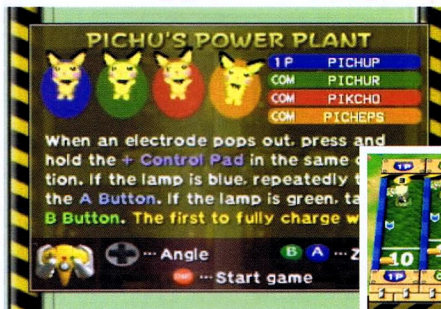 PICHU'S POWER PLANT
1P PICHUP
COM PICHUR
COM PIKCHO
COM PICHEPS
When an electrode pops out, press and
hold the + Control Pad in the same
tion. If the lamp is blue, repeatedly
the A Button. If the lamp is green,
B Button. The first to fully charge
... Angle
B A ...
... Start game
1P
10
1P